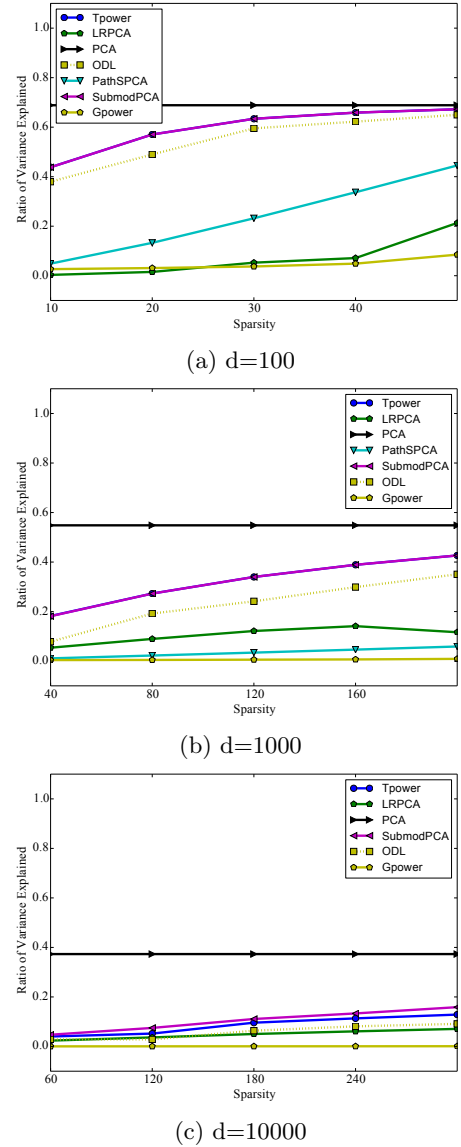 1.0
0.8
0.6
0.4
0.2
0.0
Ratio of Variance Explained
Tpower
LRPCA
PCA
ODL
PathSPCA
SubmodPCA
Gpower
10 20 30 40
Sparsity
(a) d=100
1.0
0.8
0.6
0.4
0.2
0.0
Ratio of Variance Explained
Tpower
LRPCA
PCA
PathSPCA
SubmodPCA
ODL
Gpower
40 80 120 160
Sparsity
(b) d=1000
1.0
0.8
0.6
0.4
0.2
0.0
Ratio of Variance Explained
Tpower
LRPCA
PCA
SubmodPCA
ODL
Gpower
60 120 180 240
Sparsity
(c) d=10000